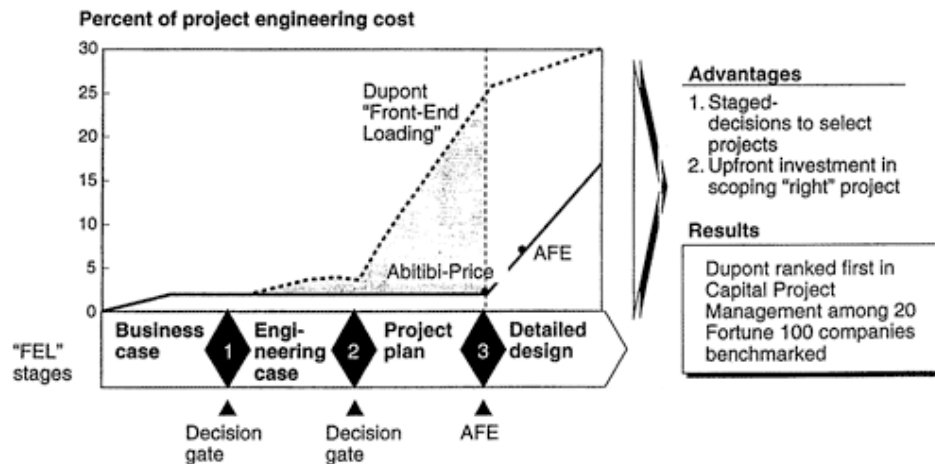 Percent of project engineering cost
30
25
20
15
10
5
0
Dupont
"Front-End
Loading"
Abitibi-Price
AFE
"FEL"
stages
Business
case
1
Engi-
neering
case
2
Project
plan
3
Detailed
design
Decision
gate
Decision
gate
AFE
Advantages
1. Staged-
decisions to select
projects
2. Upfront investment in
scoping "right" project
Results
Dupont ranked first in
Capital Project
Management among 20
Fortune 100 companies
benchmarked